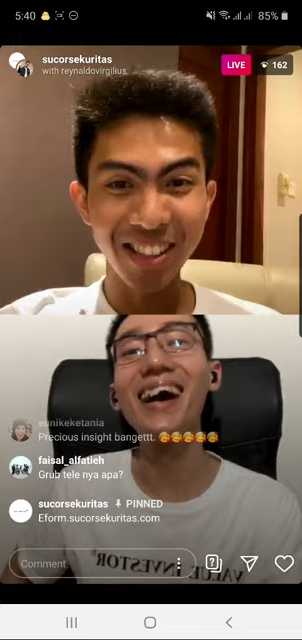 5:40
85%
sucorsekuritas
with reynaldovirgilius
LIVE
162
eunikeketania
Precious insight bangettt. 🥰🥰🥰🥰🥰
faisal_alfatieh
Grub tele nya apa?
sucorsekuritas PINNED
Eform.sucorsekuritas.com
Comment
VALUE INVESTOR®